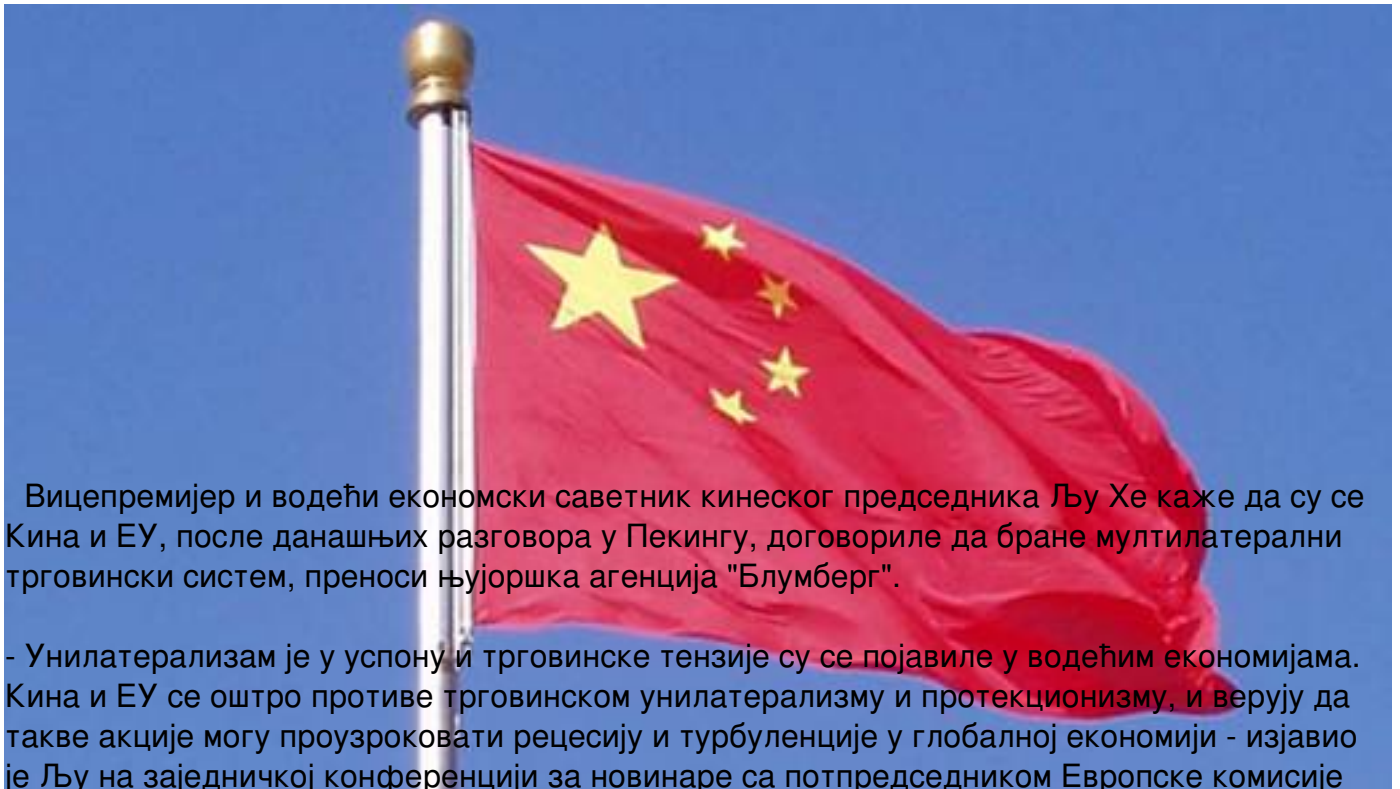 Вицепремијер и водећи економски саветник кинеског председника Љу Хе каже да су се
Кина и ЕУ, после данашњих разговора у Пекингу, договориле да бране мултилатерални
трговински систем, преноси њујоршка агенција "Блумберг".
- Унилатерализам је у успону и трговинске тензије су се појавиле у водећим економијама.
Кина и ЕУ се оштро противе трговинском унилатерализму и протекционизму, и верују да
такве акције могу проузроковати рецесију и турбуленције у глобалној економији - изјавио
је Љу на заједничкој конференцији за новинаре са потпредседником Европске комисије